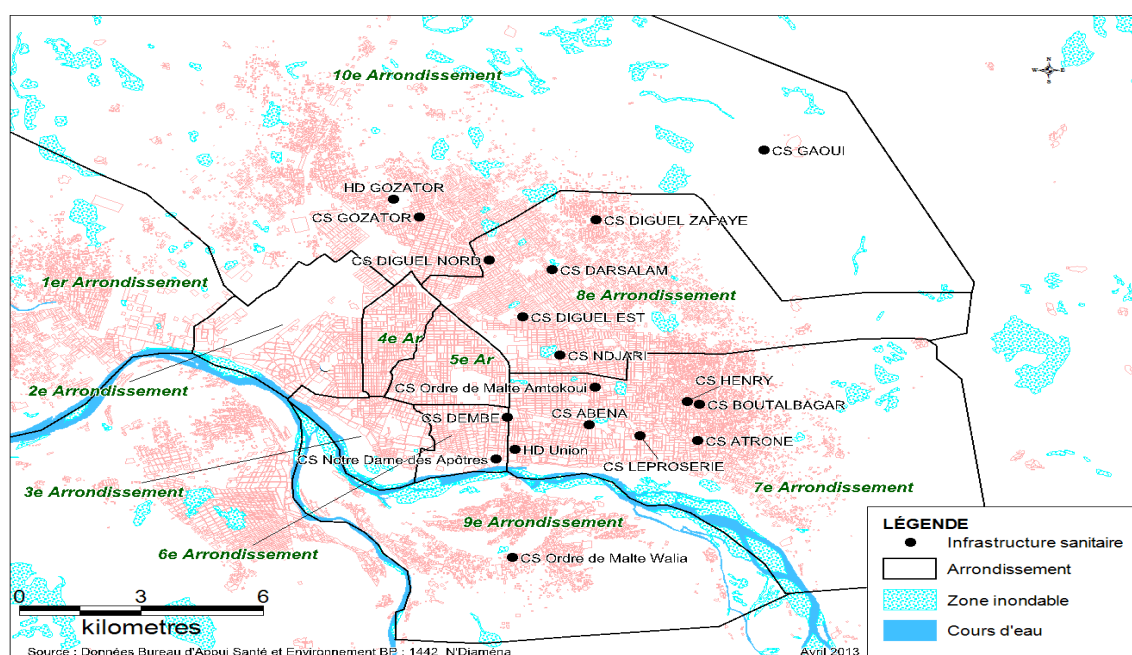 10e Arrondissement
N
W E
S
CS GAOUI
HD GOZATOR
CS GOZATOR
CS DIGUEL ZAFAYE
CS DIGUEL NORD
CS DARSALAM
1er Arrondissement
8e Arrondissement
CS DIGUEL EST
4e Ar
5e Ar
CS NDJARI
2e Arrondissement
CS Ordre de Malte Amtokoui
CS HENRY
CS BOUTALBAGAR
CS DEMBE
CS ABENA
CS ATRONE
HD Union
CS Notre Dame des Apôtres
CS LEPROSERIE
3e Arrondissement
7e Arrondissement
9e Arrondissement
6e Arrondissement
CS Ordre de Malte Walia
0 3 6
kilometres
LÉGENDE
Infrastructure sanitaire
Arrondissement
Zone inondable
Cours d'eau
Source : Données Bureau d'Appui Santé et Environnement BP : 1442 N'Djaména
Avril 2013